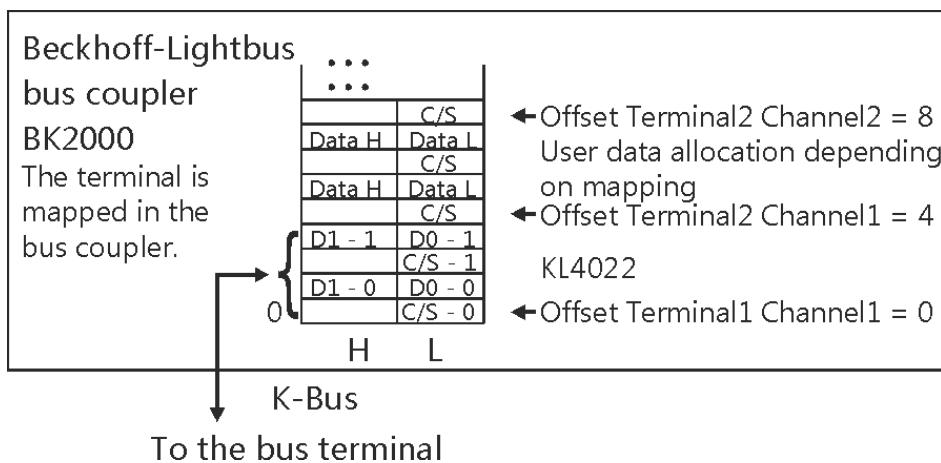 Beckhoff-Lightbus
bus coupler
BK2000
The terminal is
mapped in the
bus coupler.
C/S
Data H Data L
C/S
Data H Data L
C/S
D1 - 1 D0 - 1
C/S - 1
D1 - 0 D0 - 0
0 C/S - 0
H L
Offset Terminal2 Channel2 = 8
User data allocation depending
on mapping
Offset Terminal2 Channel1 = 4
KL4022
Offset Terminal1 Channel1 = 0
K-Bus
To the bus terminal